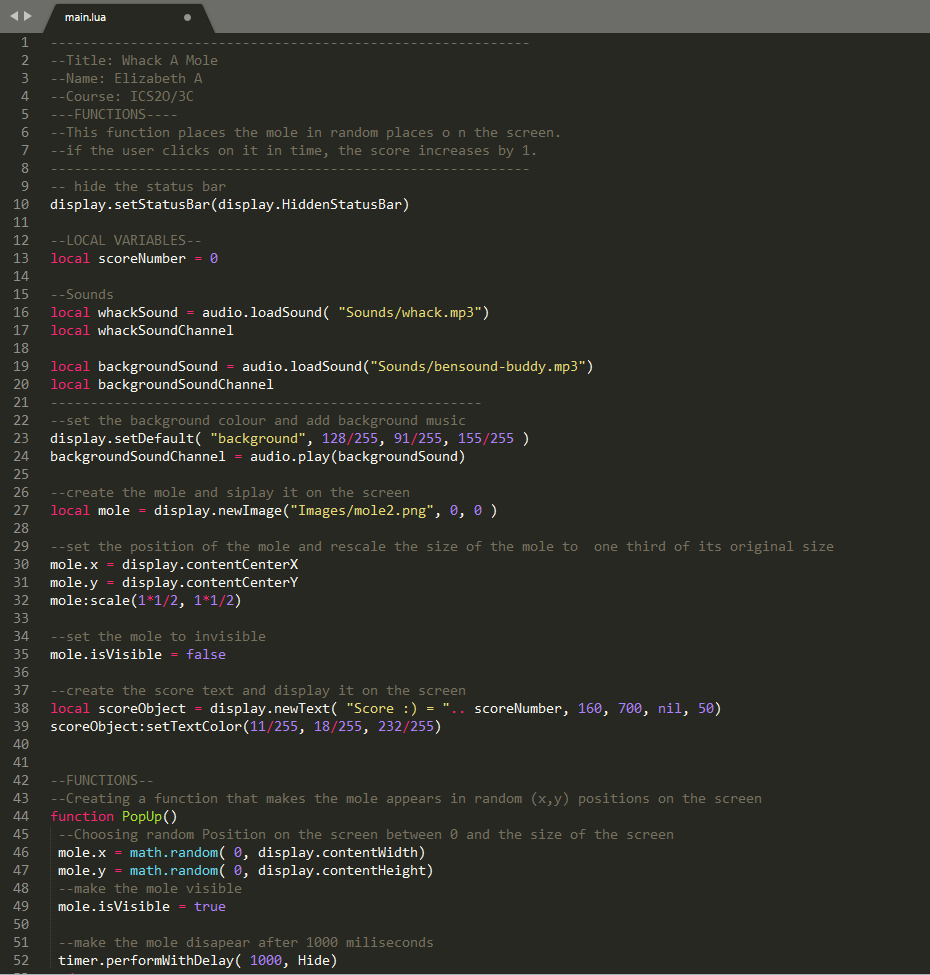 main.lua
1 ------------------------------------------------------------
2 --Title: Whack A Mole
3 --Name: Elizabeth A
4 --Course: ICS2O/3C
5 ---FUNCTIONS----
6 --This function places the mole in random places o n the screen.
7 --if the user clicks on it in time, the score increases by 1.
8 ------------------------------------------------------------
9 -- hide the status bar
10 display.setStatusBar(display.HiddenStatusBar)
11
12 --LOCAL VARIABLES--
13 local scoreNumber = 0
14
15 --Sounds
16 local whackSound = audio.loadSound( "Sounds/whack.mp3")
17 local whackSoundChannel
18
19 local backgroundSound = audio.loadSound("Sounds/bensound-buddy.mp3")
20 local backgroundSoundChannel
21 ------------------------------------------------------
22 --set the background colour and add background music
23 display.setDefault( "background", 128/255, 91/255, 155/255 )
24 backgroundSoundChannel = audio.play(backgroundSound)
25
26 --create the mole and siplay it on the screen
27 local mole = display.newImage("Images/mole2.png", 0, 0 )
28
29 --set the position of the mole and rescale the size of the mole to  one third of its original size
30 mole.x = display.contentCenterX
31 mole.y = display.contentCenterY
32 mole:scale(1*1/2, 1*1/2)
33
34 --set the mole to invisible
35 mole.isVisible = false
36
37 --create the score text and display it on the screen
38 local scoreObject = display.newText( "Score :) = ".. scoreNumber, 160, 700, nil, 50)
39 scoreObject:setTextColor(11/255, 18/255, 232/255)
40
41
42 --FUNCTIONS--
43 --Creating a function that makes the mole appears in random (x,y) positions on the screen
44 function PopUp()
45 --Choosing random Position on the screen between 0 and the size of the screen
46 mole.x = math.random( 0, display.contentWidth)
47 mole.y = math.random( 0, display.contentHeight)
48 --make the mole visible
49 mole.isVisible = true
50
51 --make the mole disapear after 1000 miliseconds
52 timer.performWithDelay( 1000, Hide)